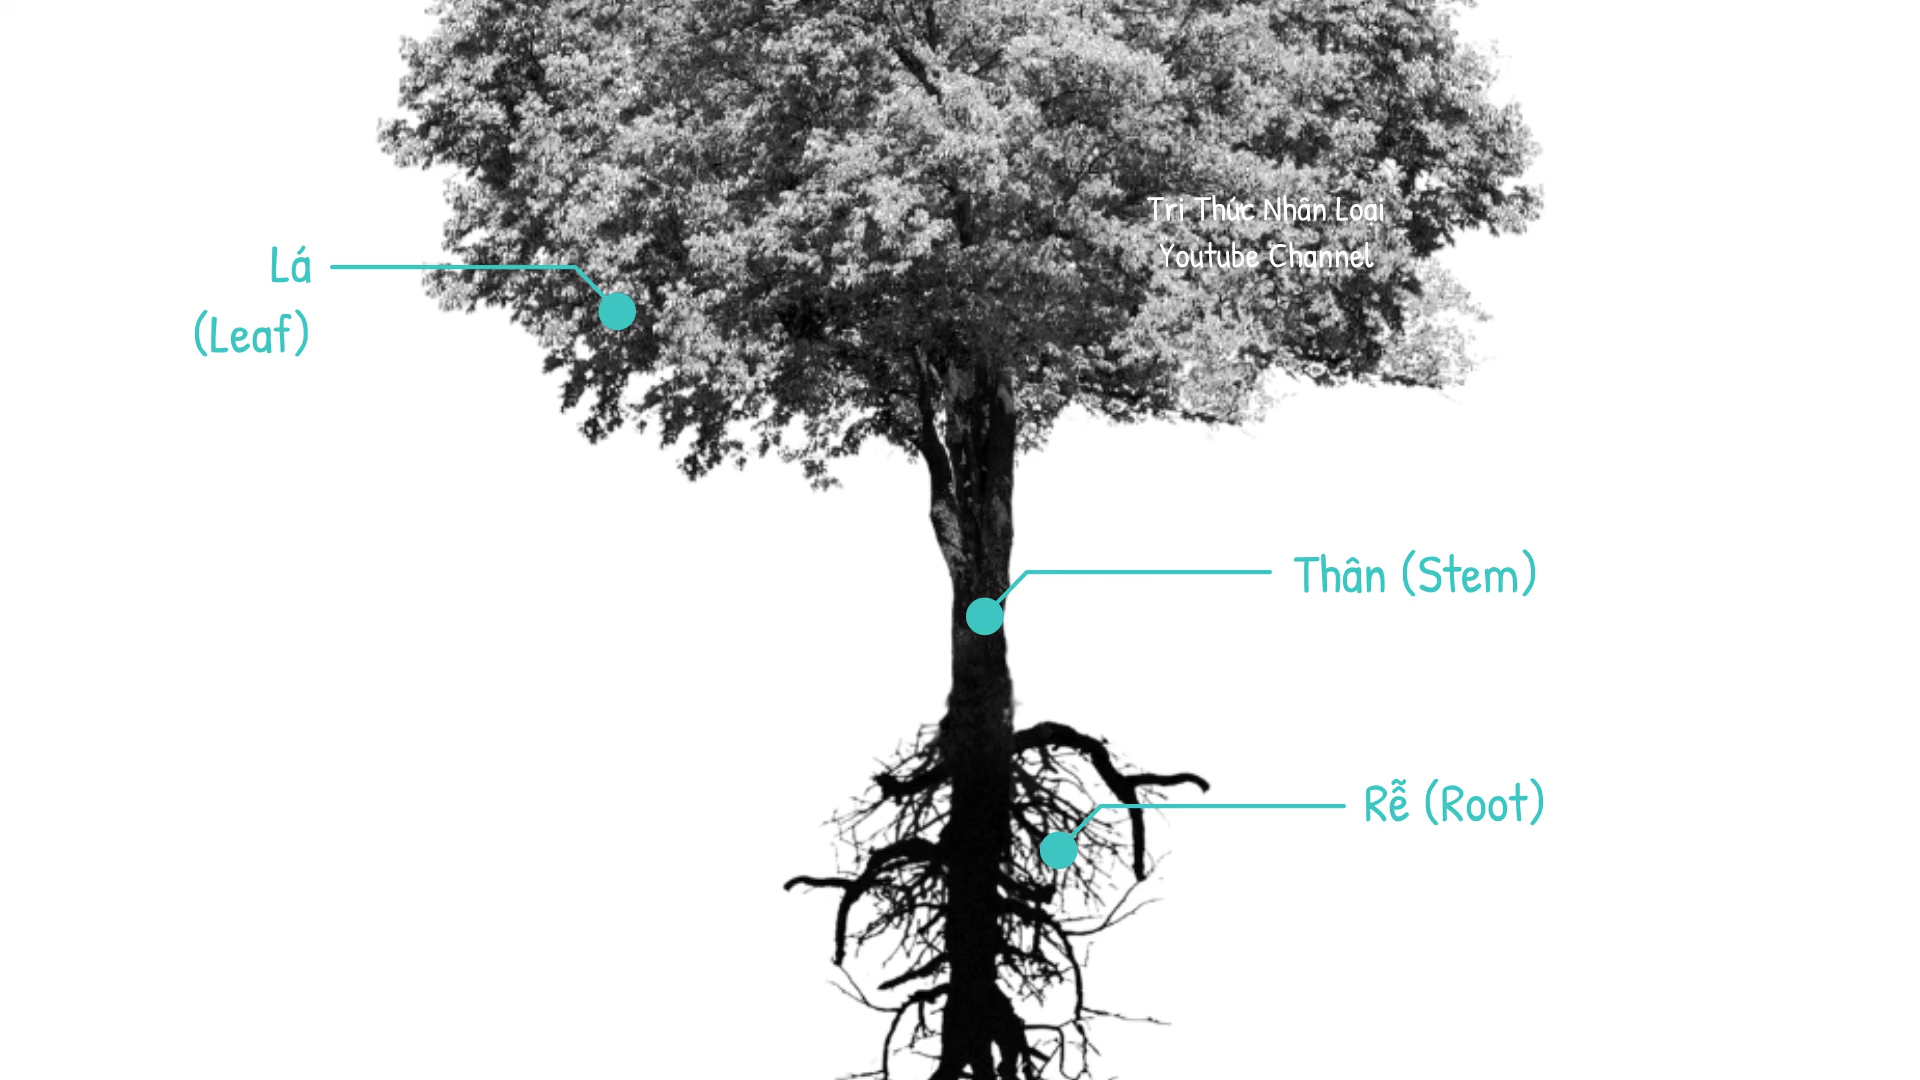 Tri Thức Nhân Loại
Youtube Channel
Lá
(Leaf)
Thân (Stem)
Rễ (Root)